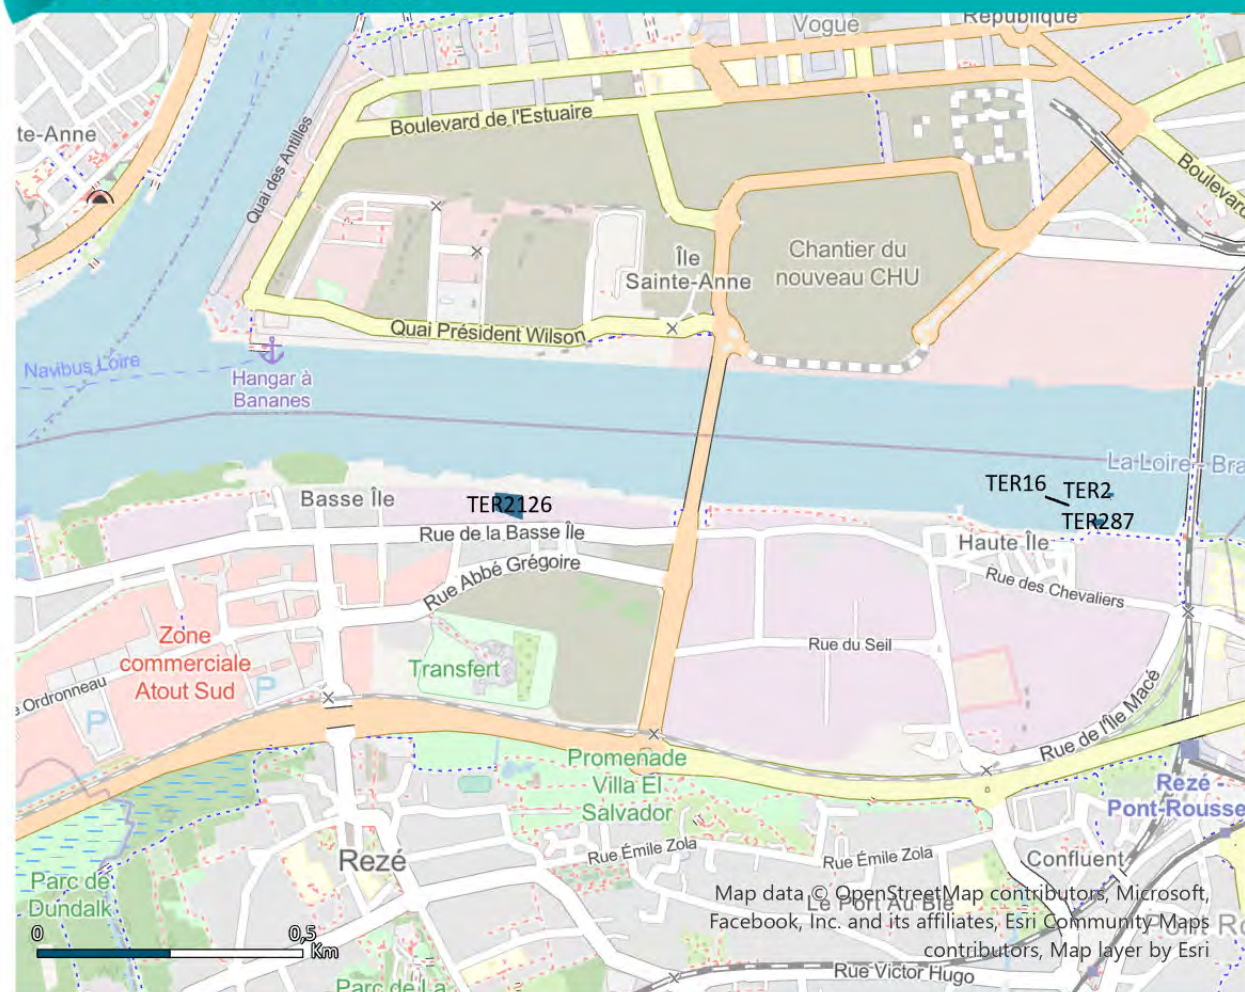 Vogue
République
te-Anne
Boulevard de l'Estuaire
Quai des Antilles
Boulevard
Île
Sainte-Anne
Chantier du
nouveau CHU
Quai Président Wilson
Navibus Loire
Hangar à
Bananes
La Loire - Bra
TER16
TER2
TER287
Basse Île
TER2126
Rue de la Basse Île
Haute Île
Rue Abbé Grégoire
Rue des Chevaliers
Zone
commerciale
Atout Sud
P
P
Ordronneau
Transfert
Rue du Seil
Rue de l'Île Macé
Promenade
Villa El
Salvador
Rezé -
Pont-Rousse
Rezé
Rue Émile Zola
Rue Émile Zola
Confluent
Parc de
Dundalk
Le Port Au Blé
Map data © OpenStreetMap contributors, Microsoft,
Facebook, Inc. and its affiliates, Esri Community Maps
contributors, Map layer by Esri
0
0,5
Km
Rue Victor Hugo
Parc de La